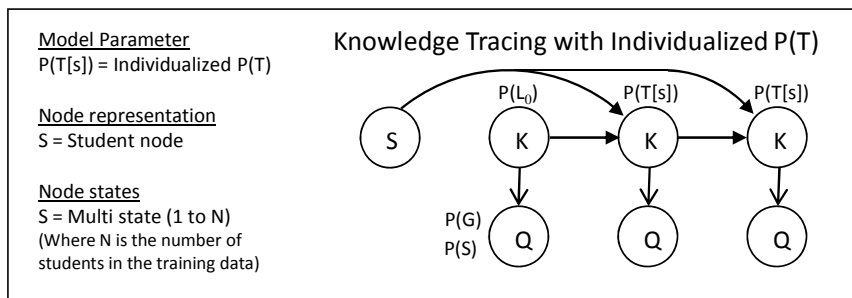 Model Parameter
P(T[s]) = Individualized P(T)
Node representation
S = Student node
Node states
S = Multi state (1 to N)
(Where N is the number of
students in the training data)
Knowledge Tracing with Individualized P(T)
P(L₀) P(T[s]) P(T[s])
S K K K
P(G)
P(S)
Q Q Q